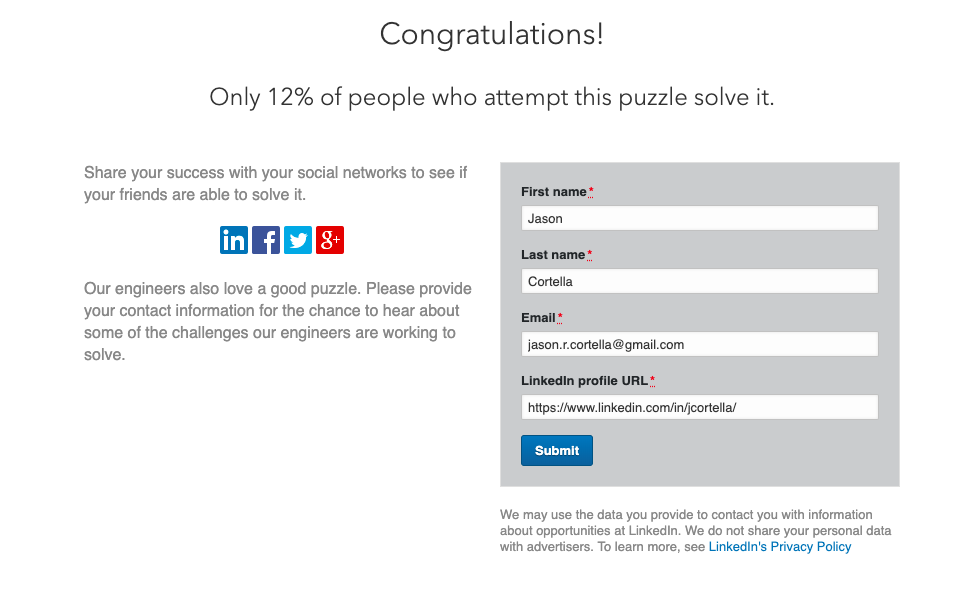 Congratulations!
Only 12% of people who attempt this puzzle solve it.
Share your success with your social networks to see if
your friends are able to solve it.
in f g+
Our engineers also love a good puzzle. Please provide
your contact information for the chance to hear about
some of the challenges our engineers are working to
solve.
First name*
Jason
Last name*
Cortella
Email*
jason.r.cortella@gmail.com
LinkedIn profile URL*
https://www.linkedin.com/in/jcortella/
Submit
We may use the data you provide to contact you with information
about opportunities at LinkedIn. We do not share your personal data
with advertisers. To learn more, see LinkedIn's Privacy Policy